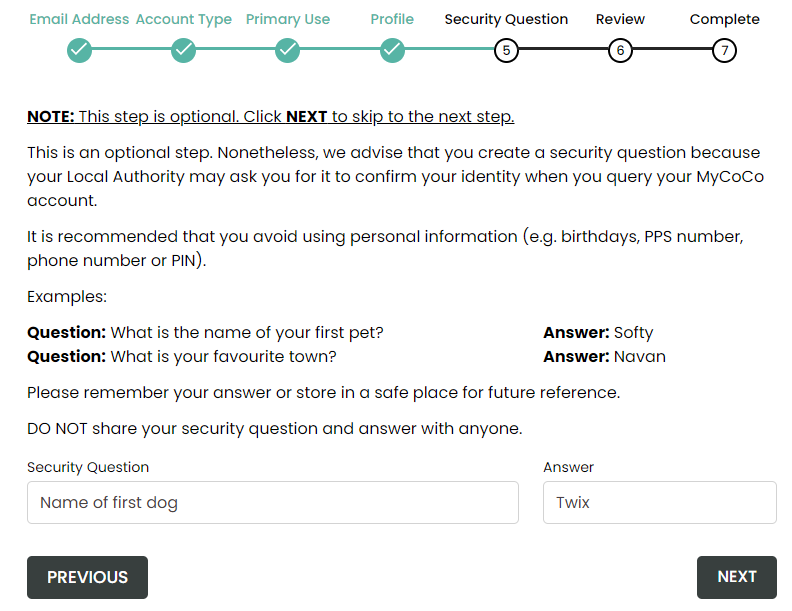 Email Address Account Type Primary Use Profile Security Question Review Complete
5 6 7
NOTE: This step is optional. Click NEXT to skip to the next step.
This is an optional step. Nonetheless, we advise that you create a security question because
your Local Authority may ask you for it to confirm your identity when you query your MyCoCo
account.
It is recommended that you avoid using personal information (e.g. birthdays, PPS number,
phone number or PIN).
Examples:
Question: What is the name of your first pet? Answer: Softy
Question: What is your favourite town? Answer: Navan
Please remember your answer or store in a safe place for future reference.
DO NOT share your security question and answer with anyone.
Security Question Answer
Name of first dog Twix
PREVIOUS NEXT